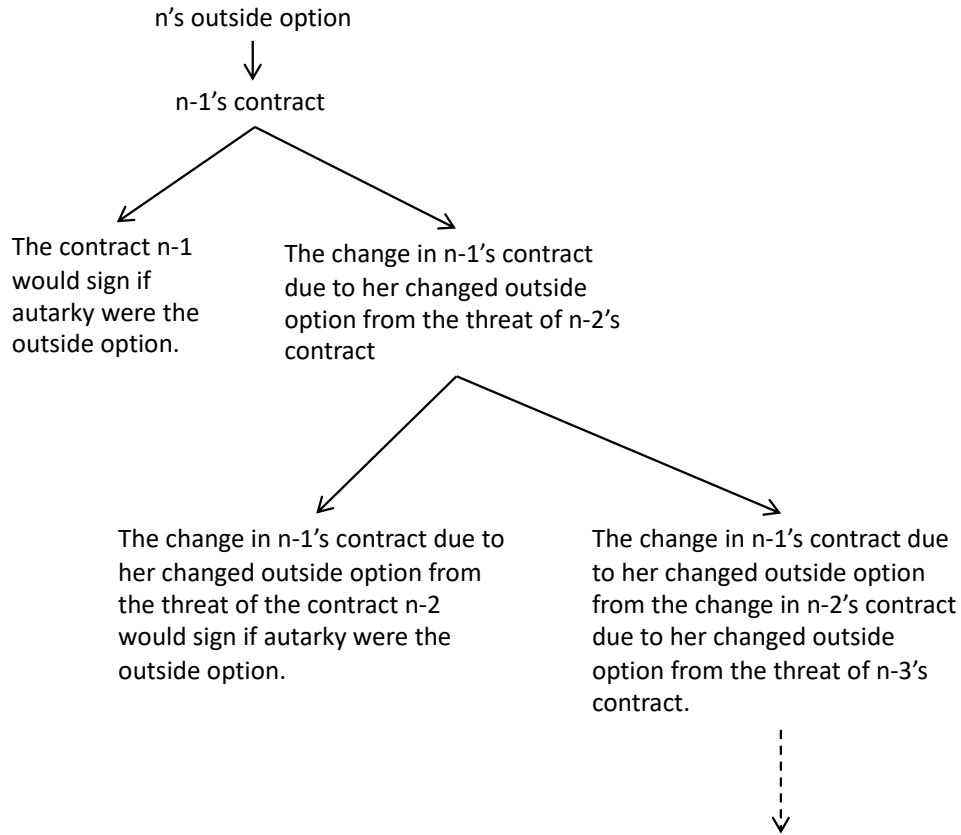 n's outside option
n-1's contract
The contract n-1
would sign if
autarky were the
outside option.
The change in n-1's contract
due to her changed outside
option from the threat of n-2's
contract
The change in n-1's contract due to
her changed outside option from
the threat of the contract n-2
would sign if autarky were the
outside option.
The change in n-1's contract due
to her changed outside option
from the change in n-2's contract
due to her changed outside
option from the threat of n-3's
contract.